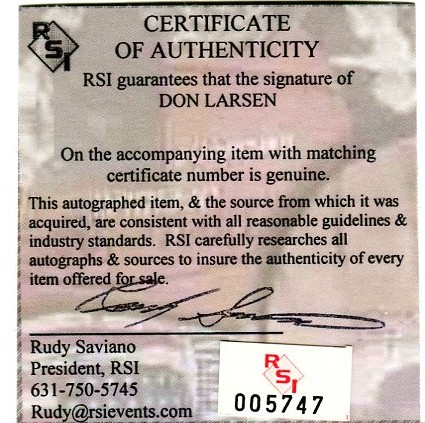 RSI
CERTIFICATE
OF AUTHENTICITY
RSI guarantees that the signature of
DON LARSEN
On the accompanying item with matching
certificate number is genuine.
This autographed item, & the source from which it was
acquired, are consistent with all reasonable guidelines &
industry standards. RSI carefully researches all
autographs & sources to insure the authenticity of every
item offered for sale.
Rudy Saviano
President, RSI
631-750-5745
Rudy@rsievents.com
RSI
005747